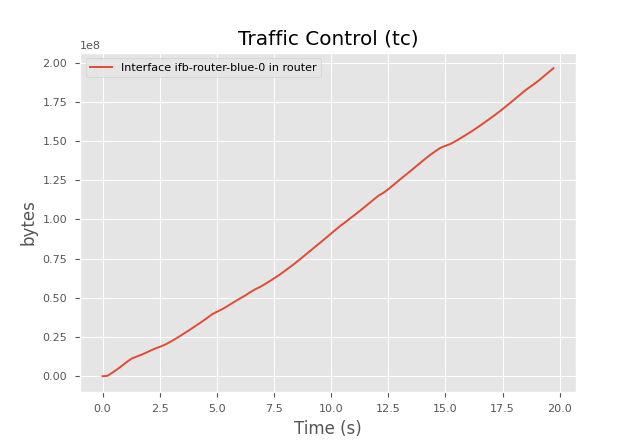 Traffic Control (tc)
1e8
Interface ifb-router-blue-0 in router
2.00
1.75
1.50
1.25
1.00
0.75
0.50
0.25
0.00
bytes
0.0 2.5 5.0 7.5 10.0 12.5 15.0 17.5 20.0
Time (s)